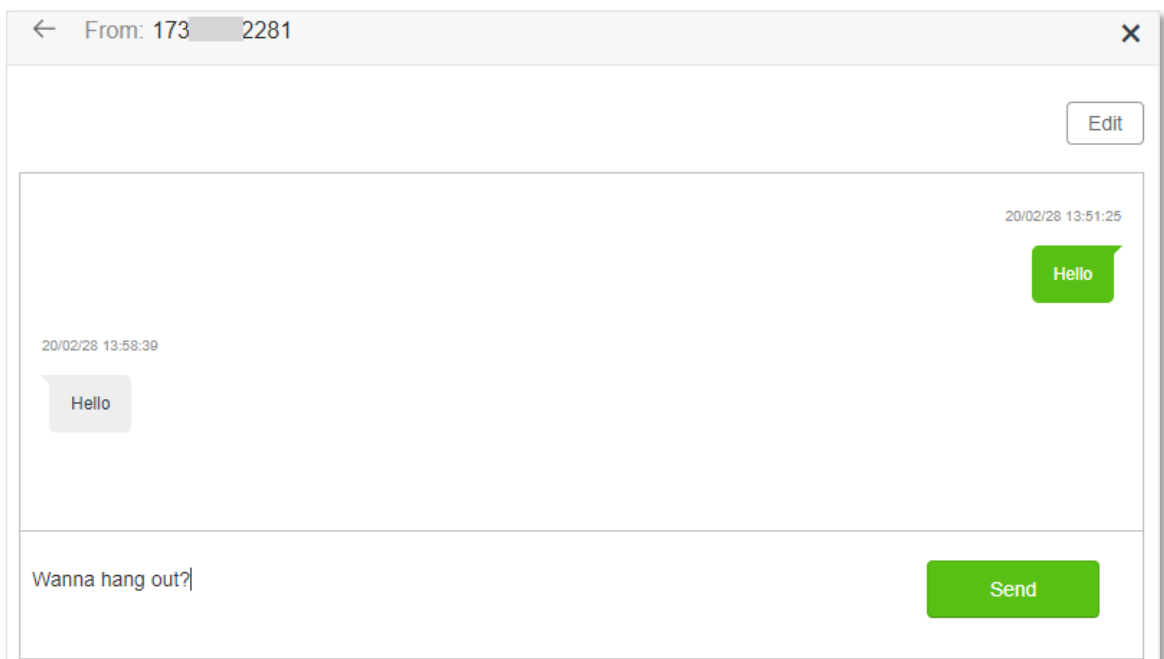 From: 173 2281
Edit
20/02/28 13:51:25
Hello
20/02/28 13:58:39
Hello
Wanna hang out?
Send